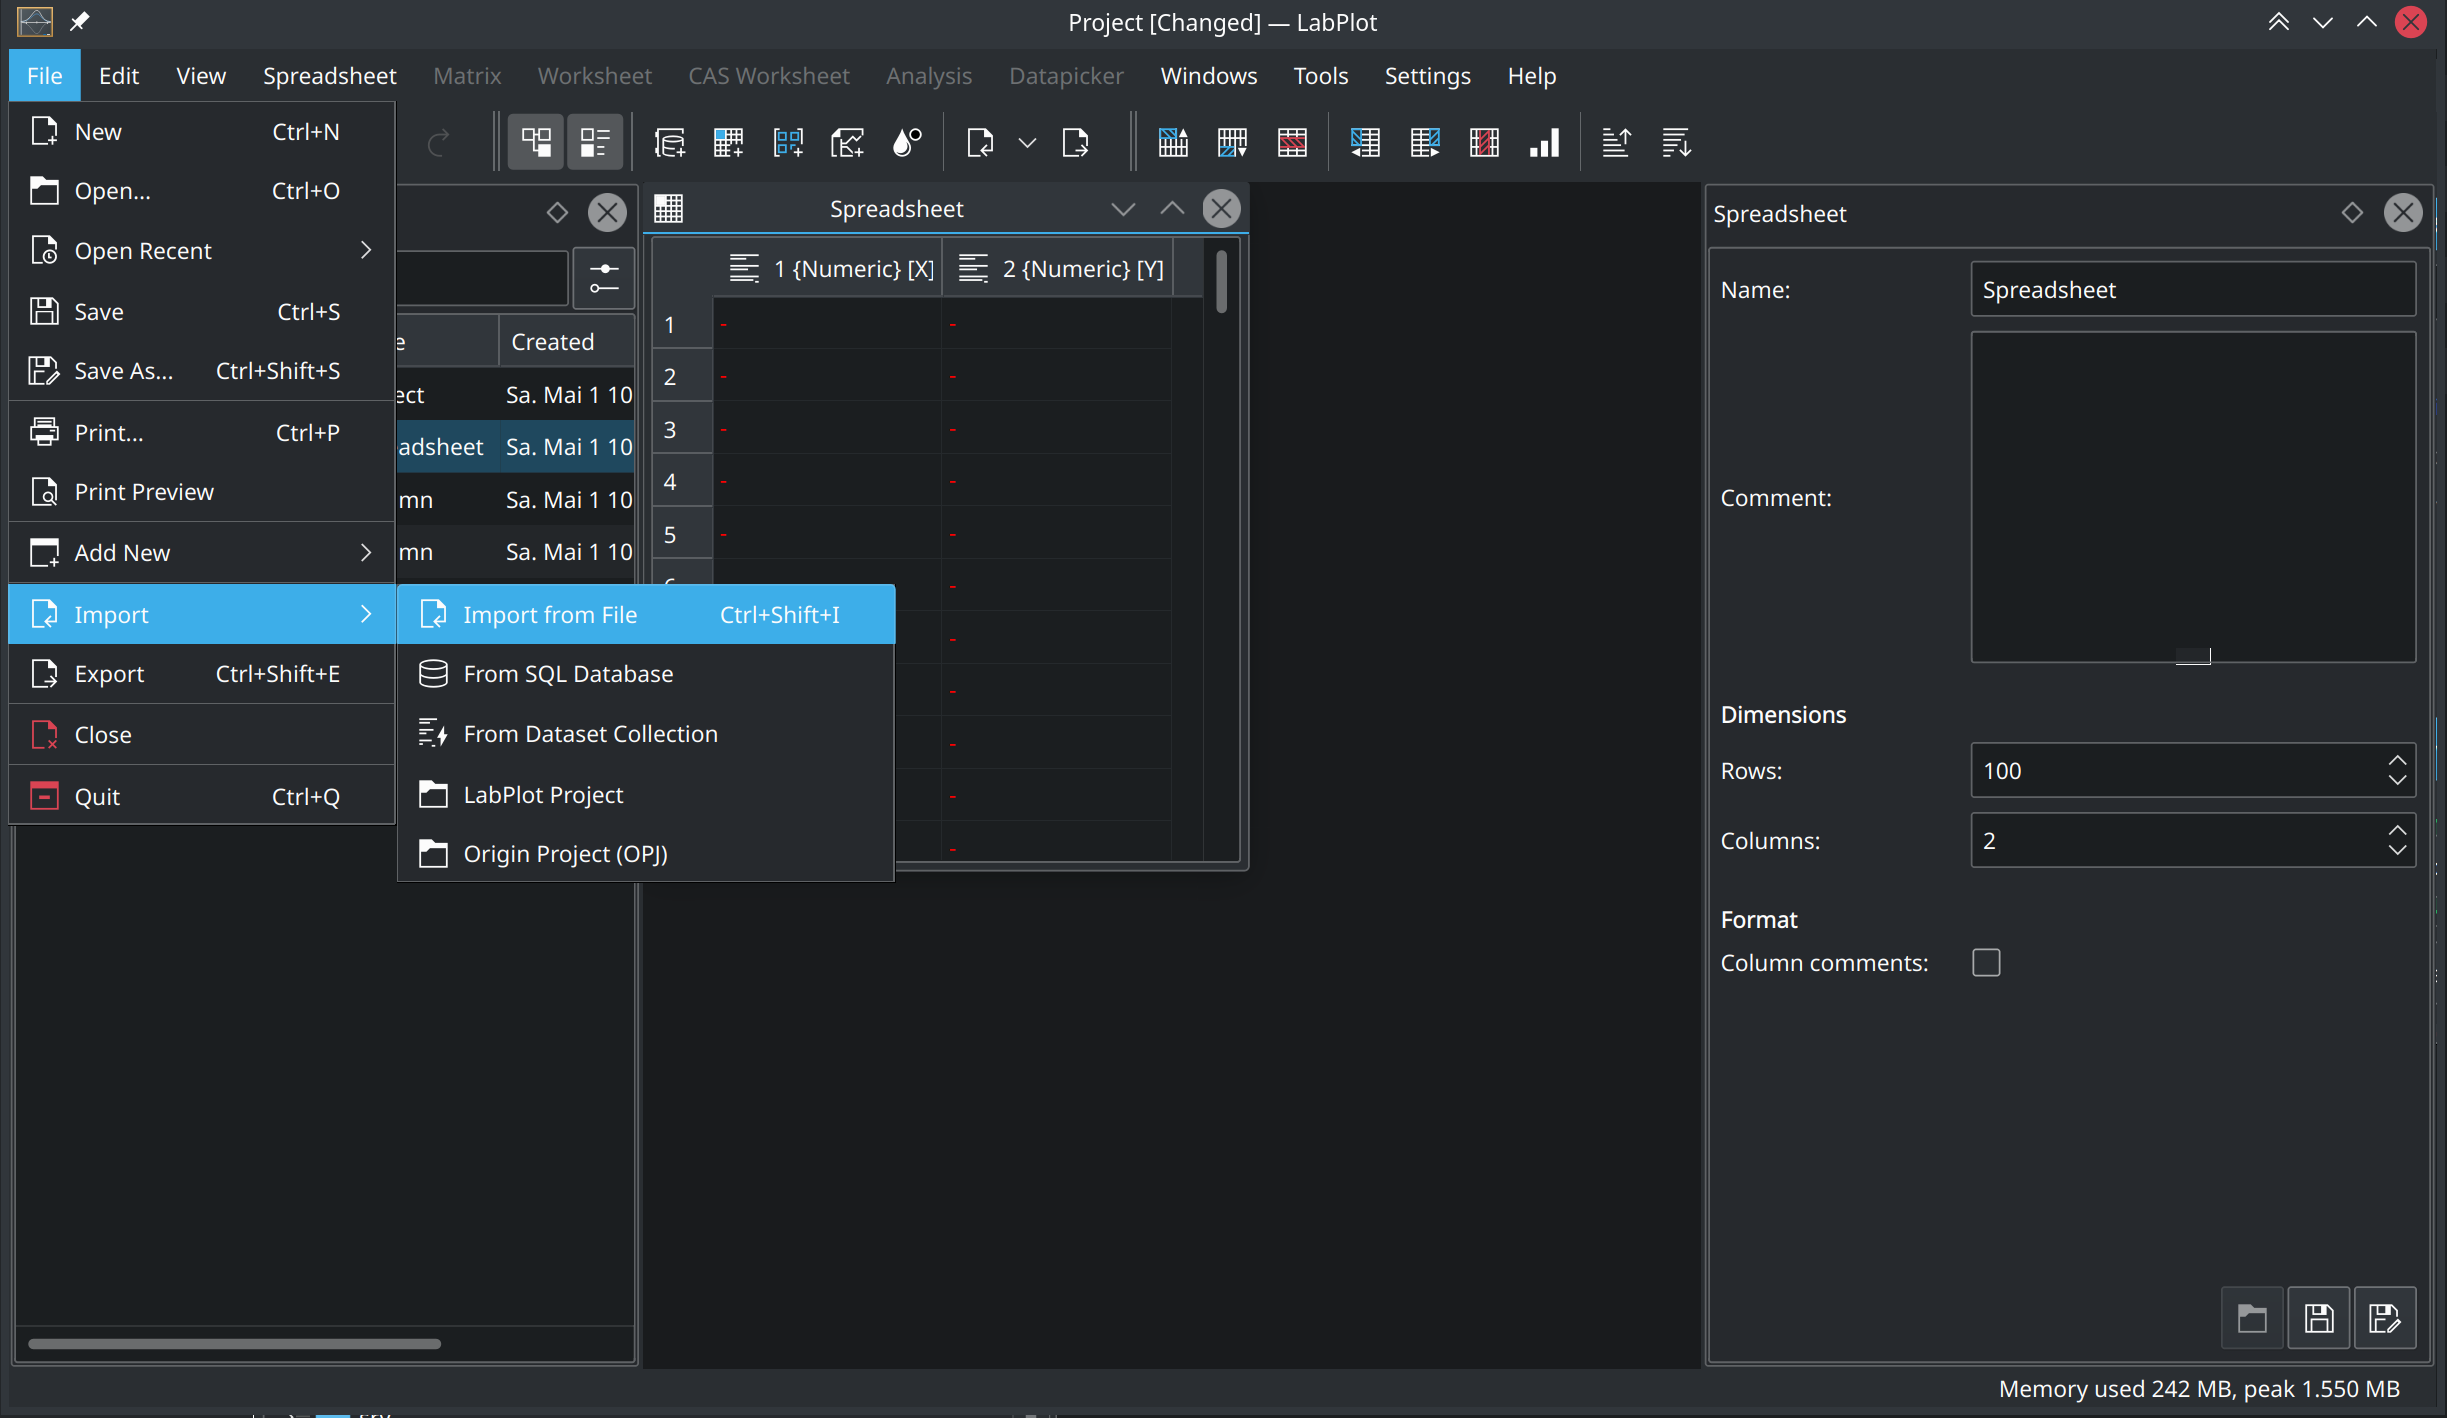 Project [Changed] — LabPlot
File Edit View Spreadsheet Matrix Worksheet CAS Worksheet Analysis Datapicker Windows Tools Settings Help
New Ctrl+N
Open... Ctrl+O
Open Recent
Save Ctrl+S
Save As... Ctrl+Shift+S
Print... Ctrl+P
Print Preview
Add New
Import
Export Ctrl+Shift+E
Close
Quit Ctrl+Q
Import from File Ctrl+Shift+I
From SQL Database
From Dataset Collection
LabPlot Project
Origin Project (OPJ)
e Created
ect Sa. Mai 1 10
adsheet Sa. Mai 1 10
mn Sa. Mai 1 10
mn Sa. Mai 1 10
Spreadsheet
1 {Numeric} [X] 2 {Numeric} [Y]
1 - -
2 - -
3 - -
4 - -
5 - -
-
-
-
-
-
-
Spreadsheet
Name: Spreadsheet
Comment:
Dimensions
Rows: 100
Columns: 2
Format
Column comments:
Memory used 242 MB, peak 1.550 MB